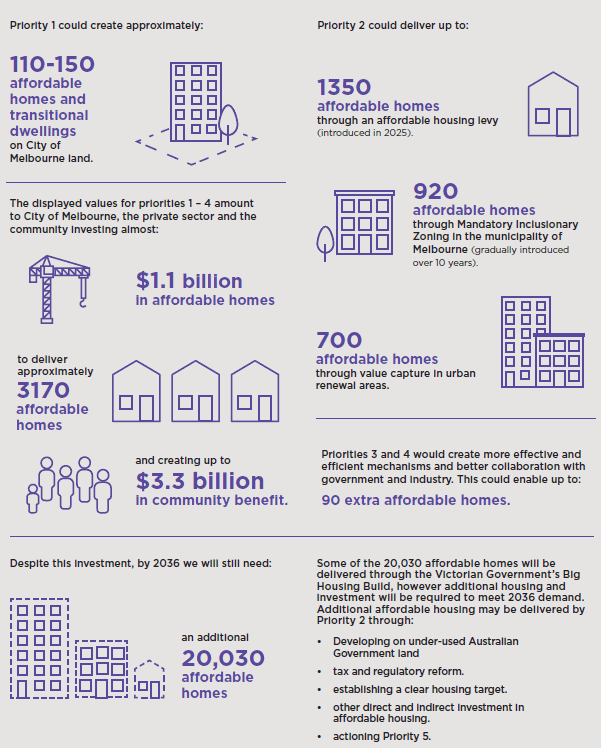 Priority 1 could create approximately:
110-150
affordable
homes and
transitional
dwellings
on City of
Melbourne land.
The displayed values for priorities 1 – 4 amount
to City of Melbourne, the private sector and the
community investing almost:
$1.1 billion
in affordable homes
to deliver
approximately
3170
affordable
homes
and creating up to
$3.3 billion
in community benefit.
Priority 2 could deliver up to:
1350
affordable homes
through an affordable housing levy
(introduced in 2025).
920
affordable homes
through Mandatory Inclusionary
Zoning in the municipality of
Melbourne (gradually introduced
over 10 years).
700
affordable homes
through value capture in urban
renewal areas.
Priorities 3 and 4 would create more effective and
efficient mechanisms and better collaboration with
government and industry. This could enable up to:
90 extra affordable homes.
Despite this investment, by 2036 we will still need:
an additional
20,030
affordable
homes
Some of the 20,030 affordable homes will be
delivered through the Victorian Government's Big
Housing Build, however additional housing and
investment will be required to meet 2036 demand.
Additional affordable housing may be delivered by
Priority 2 through:
• Developing on under-used Australian
Government land
• tax and regulatory reform.
• establishing a clear housing target.
• other direct and indirect investment in
affordable housing.
• actioning Priority 5.